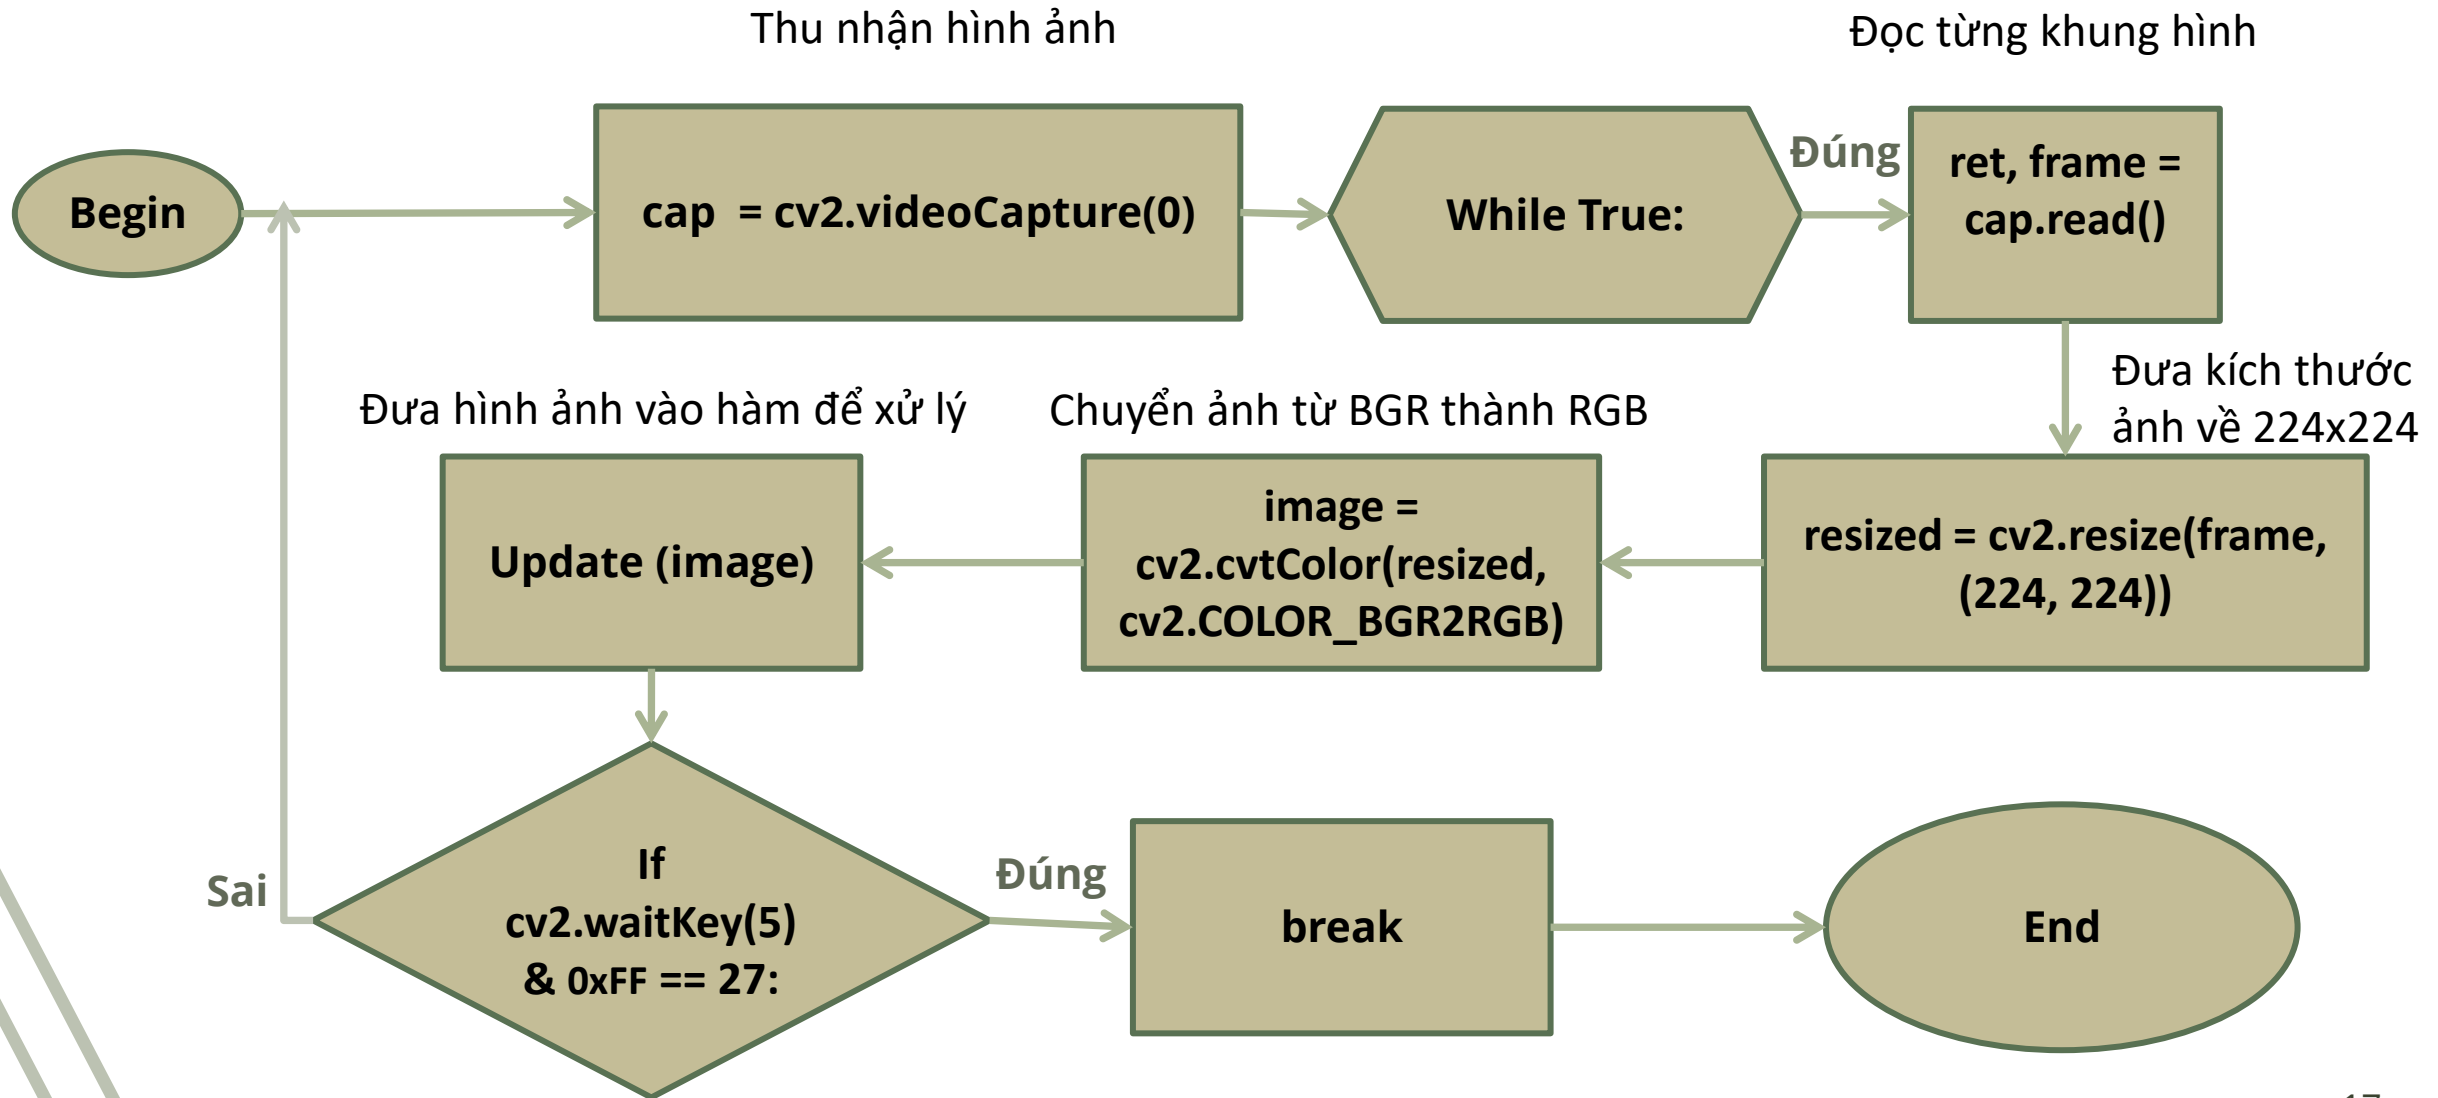 Thu nhận hình ảnh
Đọc từng khung hình
Begin
cap = cv2.videoCapture(0)
While True:
Đúng
ret, frame =
cap.read()
Đưa kích thước
ảnh về 224x224
Đưa hình ảnh vào hàm để xử lý
Chuyển ảnh từ BGR thành RGB
Update (image)
image =
cv2.cvtColor(resized,
cv2.COLOR_BGR2RGB)
resized = cv2.resize(frame,
(224, 224))
Sai
If
cv2.waitKey(5)
& 0xFF == 27:
Đúng
break
End